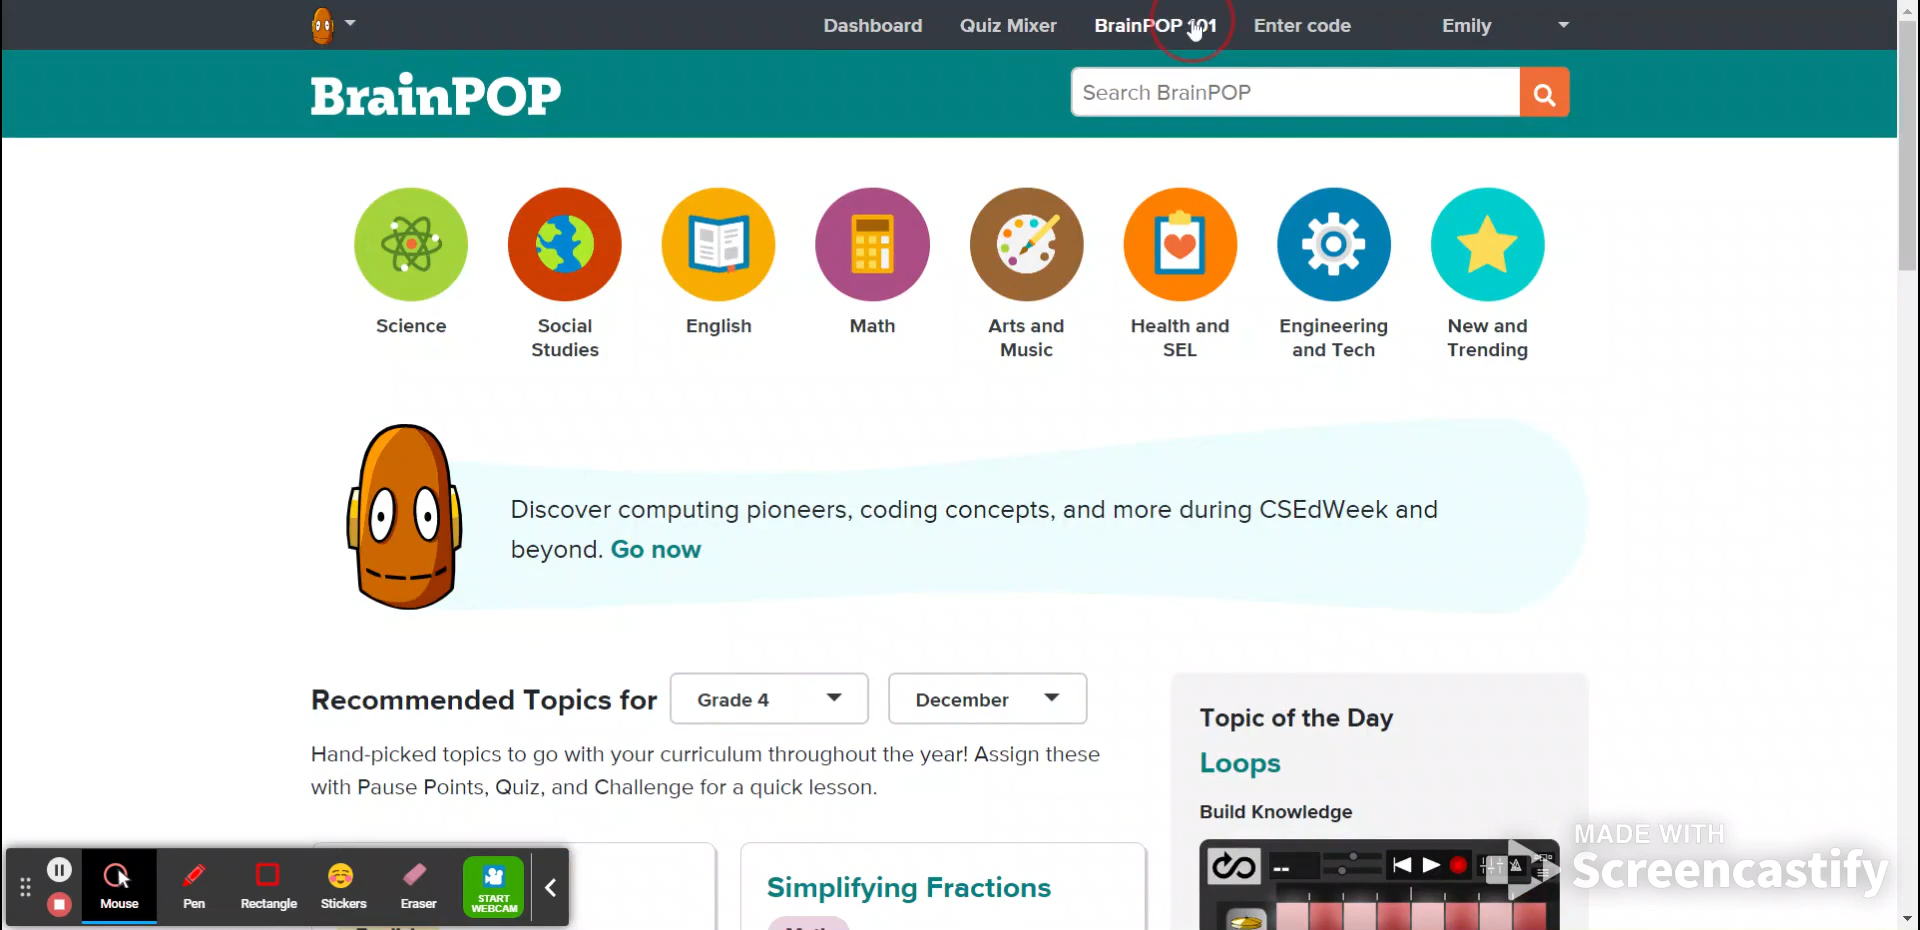 Dashboard
Quiz Mixer
BrainPOP 101
Enter code
Emily
BrainPOP
Search BrainPOP
Science
Social
Studies
English
Math
Arts and
Music
Health and
SEL
Engineering
and Tech
New and
Trending
Discover computing pioneers, coding concepts, and more during CSEdWeek and
beyond. Go now
Recommended Topics for
Grade 4
December
Hand-picked topics to go with your curriculum throughout the year! Assign these
with Pause Points, Quiz, and Challenge for a quick lesson.
Topic of the Day
Loops
Build Knowledge
Simplifying Fractions
Mouse
Pen
Rectangle
Stickers
Eraser
START
WEBCAM
MADE WITH
Screencastify